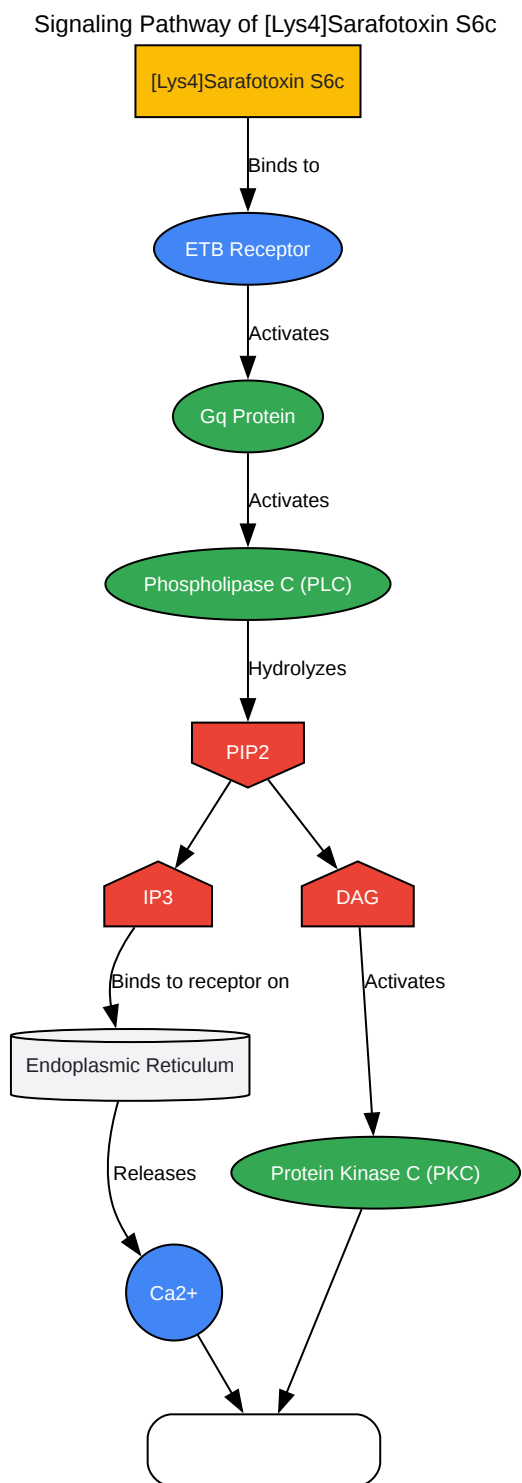 Signaling Pathway of [Lys4]Sarafotoxin S6c
[Lys4]Sarafotoxin S6c
Binds to
ETB Receptor
Activates
Gq Protein
Activates
Phospholipase C (PLC)
Hydrolyzes
PIP2
IP3
DAG
Binds to receptor on
Activates
Endoplasmic Reticulum
Releases
Protein Kinase C (PKC)
Ca2+